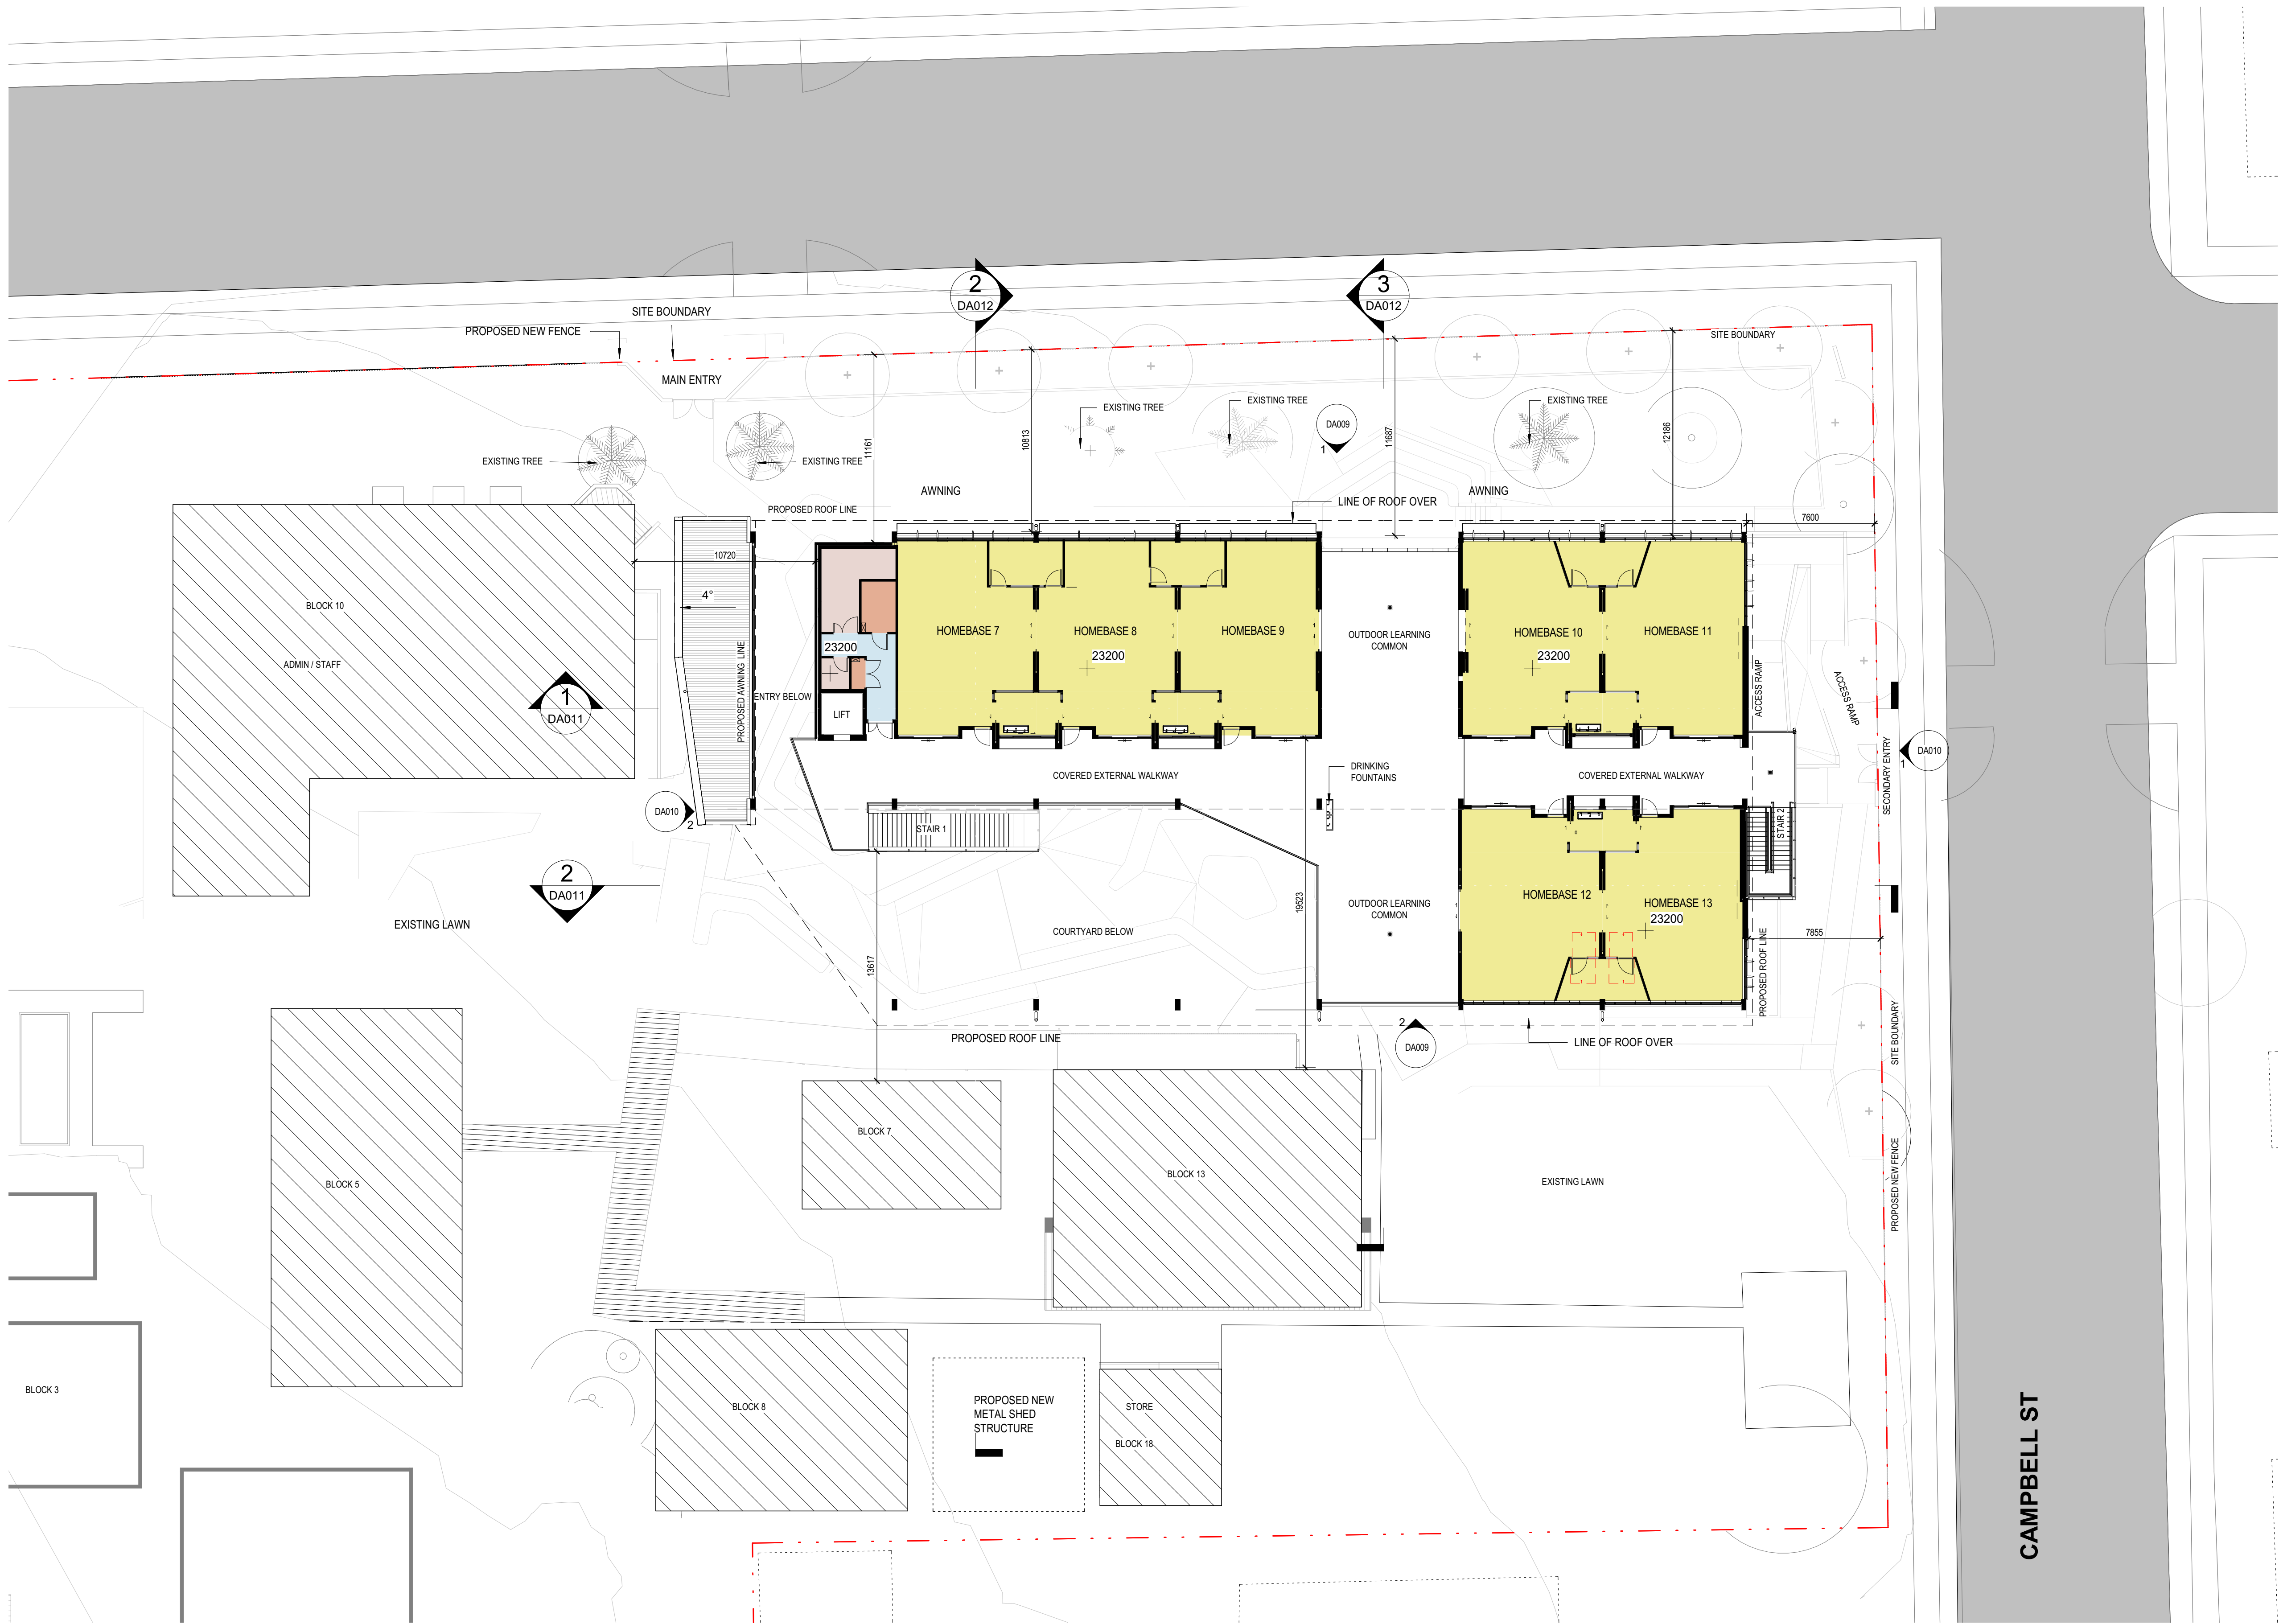 2
DA012
3
DA012
SITE BOUNDARY
PROPOSED NEW FENCE
SITE BOUNDARY
MAIN ENTRY
EXISTING TREE
EXISTING TREE
EXISTING TREE
DA009
1
11161
10813
11687
12186
EXISTING TREE
EXISTING TREE
AWNING
AWNING
LINE OF ROOF OVER
PROPOSED ROOF LINE
7600
10720
4°
BLOCK 10
ADMIN / STAFF
HOMEBASE 7
HOMEBASE 8
HOMEBASE 9
OUTDOOR LEARNING
COMMON
HOMEBASE 10
HOMEBASE 11
23200
23200
23200
PROPOSED AWNING LINE
ENTRY BELOW
LIFT
ACCESS RAMP
ACCESS RAMP
1
DA011
SECONDARY ENTRY
DA010
1
COVERED EXTERNAL WALKWAY
DRINKING
FOUNTAINS
COVERED EXTERNAL WALKWAY
DA010
2
STAIR 1
STAIR 2
2
DA011
HOMEBASE 12
HOMEBASE 13
23200
OUTDOOR LEARNING
COMMON
19523
EXISTING LAWN
COURTYARD BELOW
7855
13617
PROPOSED ROOF LINE
PROPOSED ROOF LINE
2
DA009
LINE OF ROOF OVER
SITE BOUNDARY
BLOCK 7
BLOCK 13
BLOCK 5
EXISTING LAWN
PROPOSED NEW FENCE
BLOCK 3
BLOCK 8
PROPOSED NEW
METAL SHED
STRUCTURE
STORE
BLOCK 18
CAMPBELL ST